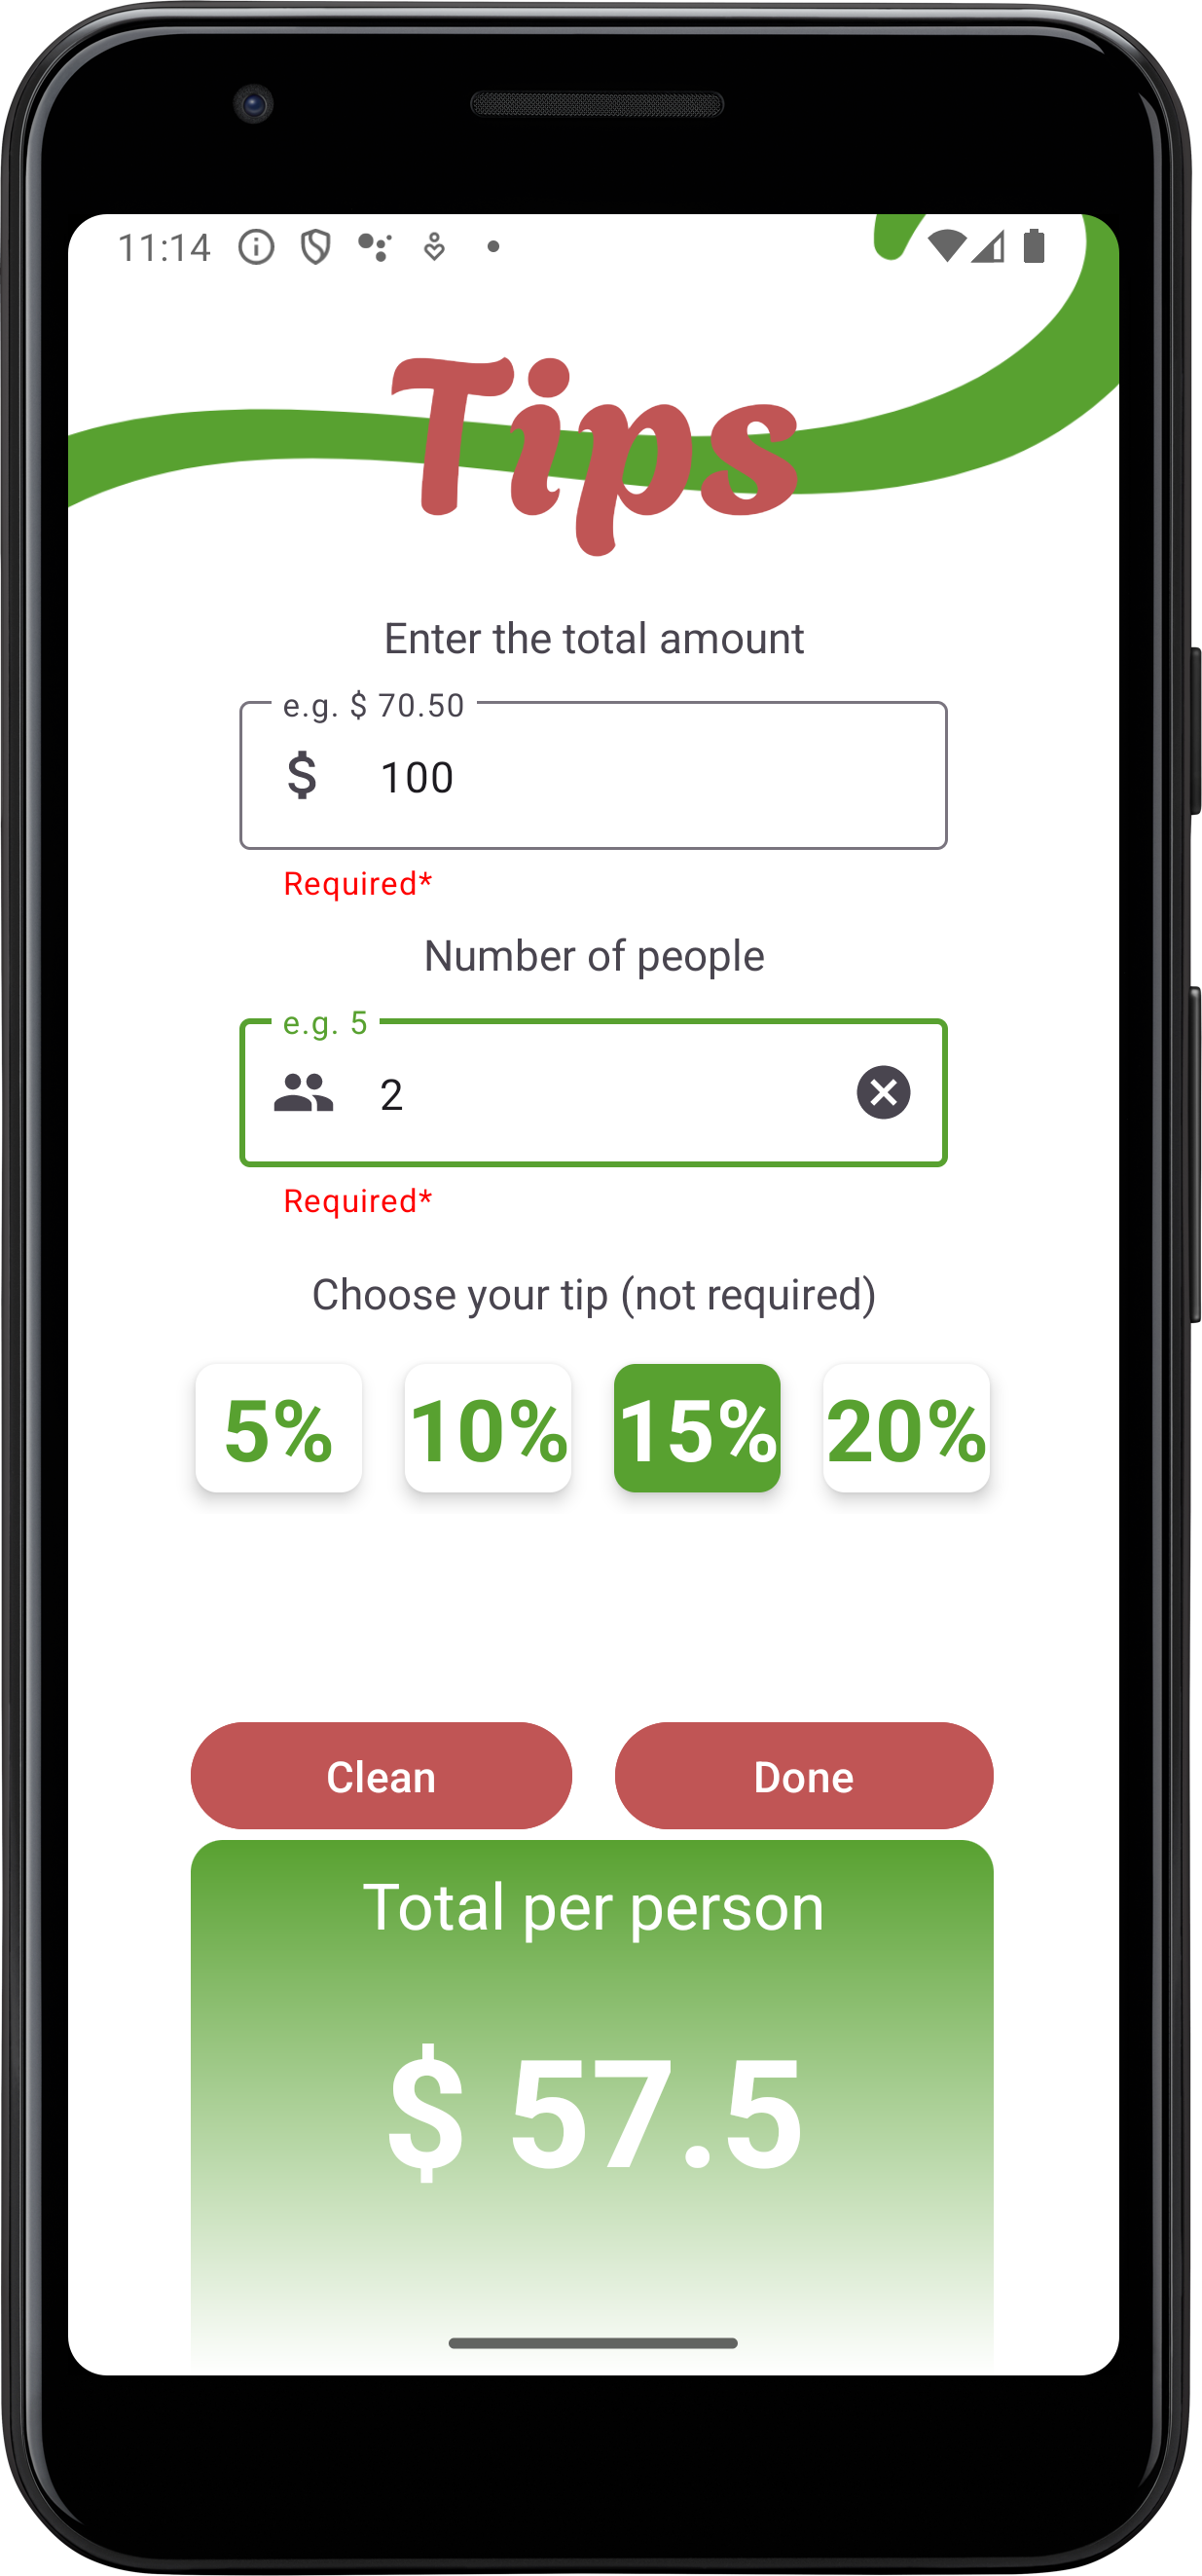 11:14
Tips
Enter the total amount
e.g. $ 70.50
$ 100
Required*
Number of people
e.g. 5
2
Required*
Choose your tip (not required)
5% 10% 15% 20%
Clean Done
Total per person
$ 57.5